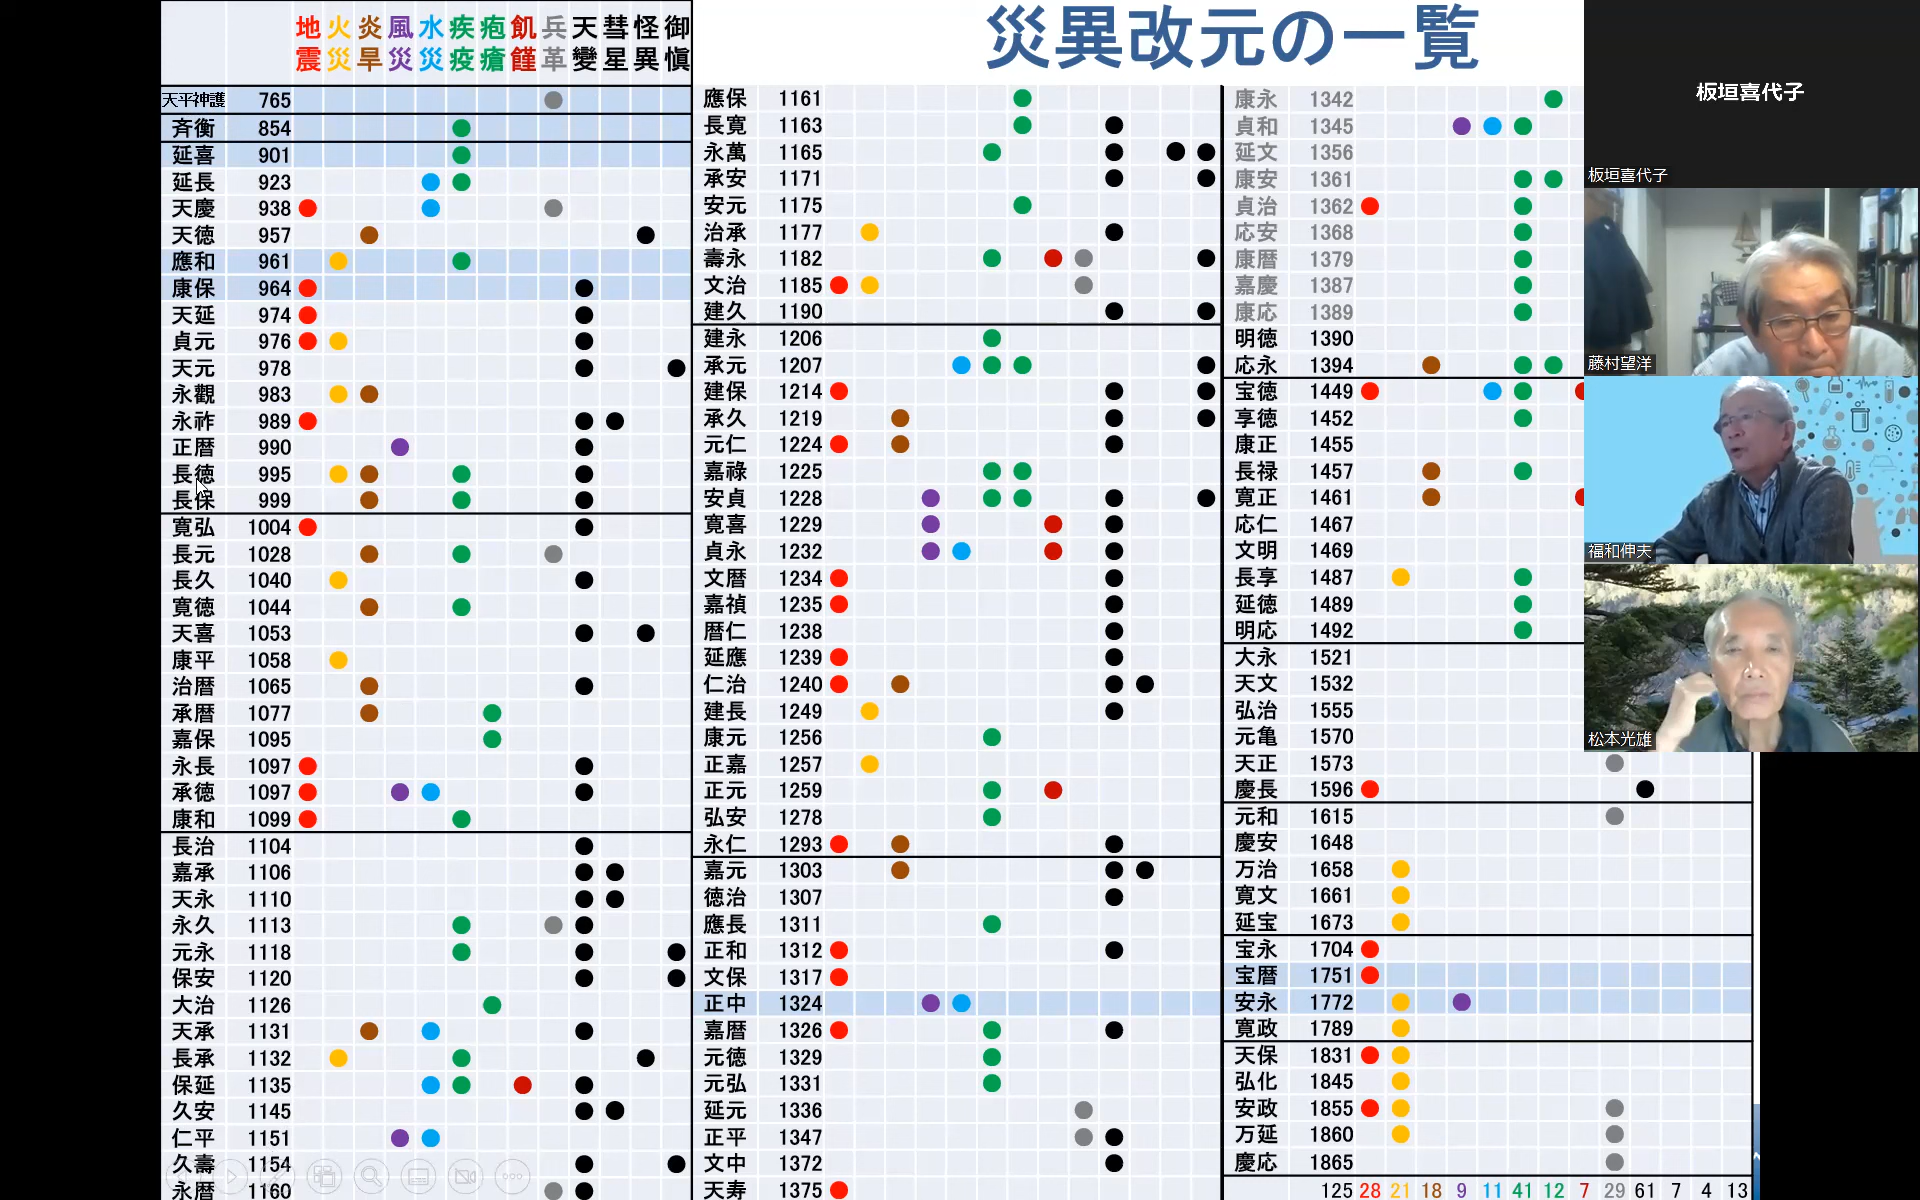 災異改元の一覧
地震 火災 炎旱 風災 水災 疾疫 疱瘡 飢饉 兵革 天變 彗星 怪異 御慎
天平神護 765
斉衡 854
延喜 901
延長 923
天慶 938
天徳 957
應和 961
康保 964
天延 974
貞元 976
天元 978
永觀 983
永祚 989
正暦 990
長徳 995
長保 999
寛弘 1004
長元 1028
長久 1040
寛徳 1044
天喜 1053
康平 1058
治暦 1065
承暦 1077
嘉保 1095
永長 1097
承徳 1097
康和 1099
長治 1104
嘉承 1106
天永 1110
永久 1113
元永 1118
保安 1120
大治 1126
天承 1131
長承 1132
保延 1135
久安 1145
仁平 1151
久壽 1154
永暦 1160
應保 1161
長寛 1163
永萬 1165
承安 1171
安元 1175
治承 1177
壽永 1182
文治 1185
建久 1190
建永 1206
承元 1207
建保 1214
承久 1219
元仁 1224
嘉祿 1225
安貞 1228
寛喜 1229
貞永 1232
文暦 1234
嘉禎 1235
暦仁 1238
延應 1239
仁治 1240
建長 1249
康元 1256
正嘉 1257
正元 1259
弘安 1278
永仁 1293
嘉元 1303
徳治 1307
應長 1311
正和 1312
文保 1317
正中 1324
嘉暦 1326
元徳 1329
元弘 1331
延元 1336
正平 1347
文中 1372
天寿 1375
康永 1342
貞和 1345
延文 1356
康安 1361
貞治 1362
応安 1368
康暦 1379
嘉慶 1387
康応 1389
明徳 1390
応永 1394
宝徳 1449
享徳 1452
康正 1455
長禄 1457
寛正 1461
応仁 1467
文明 1469
長享 1487
延徳 1489
明応 1492
大永 1521
天文 1532
弘治 1555
元亀 1570
天正 1573
慶長 1596
元和 1615
慶安 1648
万治 1658
寛文 1661
延宝 1673
宝永 1704
宝暦 1751
安永 1772
寛政 1789
天保 1831
弘化 1845
安政 1855
万延 1860
慶応 1865
125 28 21 18 9 11 41 12 7 29 61 7 4 13
板垣喜代子
板垣喜代子
藤村望洋
福和伸夫
松本光雄